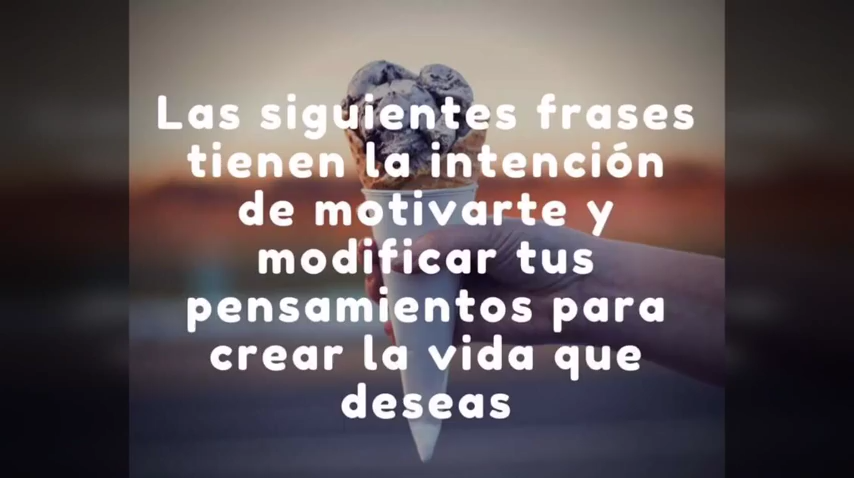 Las siguientes frases
tienen la intención
de motivarte y
modificar tus
pensamientos para
crear la vida que
deseas